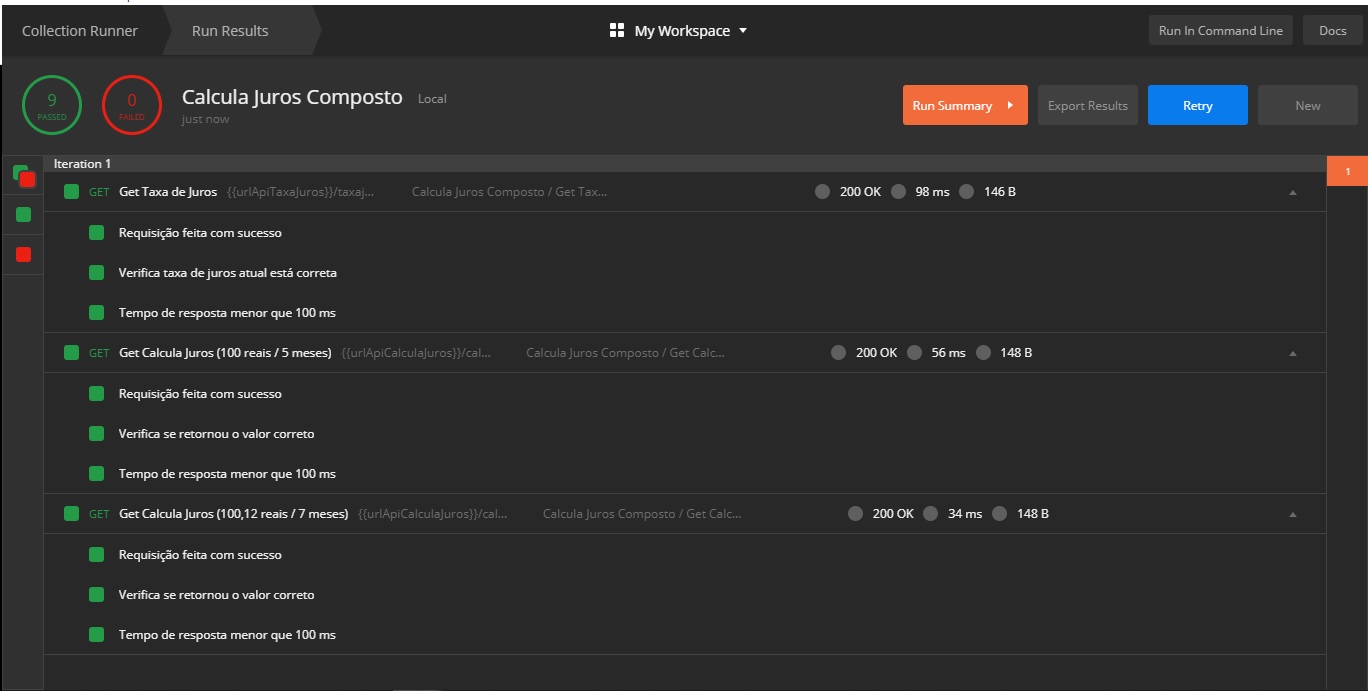 Collection Runner Run Results My Workspace Run In Command Line Docs
9 PASSED 0 FAILED Calcula Juros Composto Local
just now
Run Summary Export Results Retry New
Iteration 1
1
GET Get Taxa de Juros {{urlApiTaxaJuros}}/taxaj... Calcula Juros Composto / Get Tax... 200 OK 98 ms 146 B
Requisição feita com sucesso
Verifica taxa de juros atual está correta
Tempo de resposta menor que 100 ms
GET Get Calcula Juros (100 reais / 5 meses) {{urlApiCalculaJuros}}/cal... Calcula Juros Composto / Get Calc... 200 OK 56 ms 148 B
Requisição feita com sucesso
Verifica se retornou o valor correto
Tempo de resposta menor que 100 ms
GET Get Calcula Juros (100,12 reais / 7 meses) {{urlApiCalculaJuros}}/cal... Calcula Juros Composto / Get Calc... 200 OK 34 ms 148 B
Requisição feita com sucesso
Verifica se retornou o valor correto
Tempo de resposta menor que 100 ms